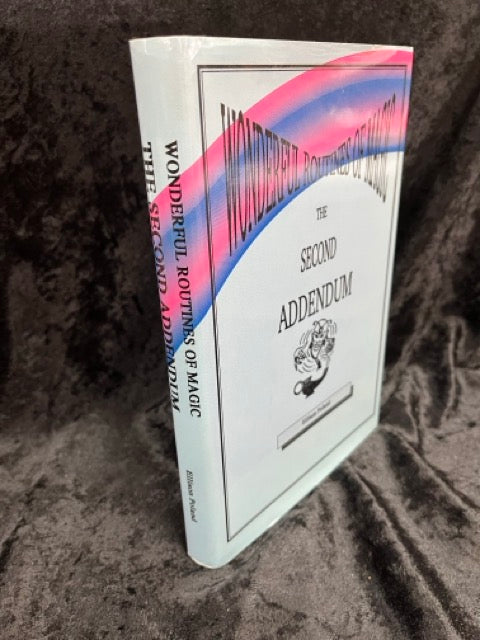 WONDERFUL ROUTINES OF MAGIC
THE SECOND ADDENDUM
Ellison Poland
WONDERFUL ROUTINES OF MAGIC
THE
SECOND
ADDENDUM
Ellison Poland